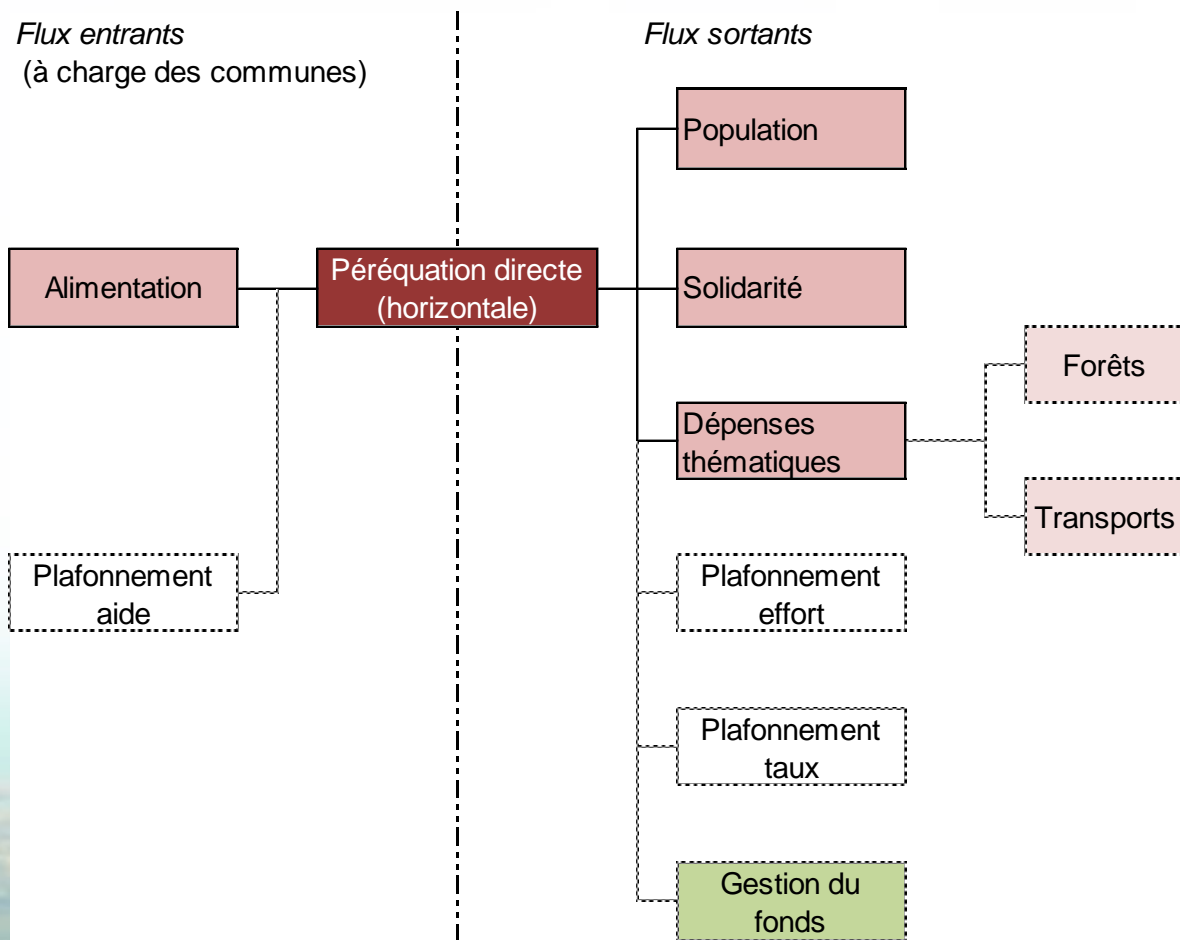 Flux entrants
(à charge des communes)
Flux sortants
Population
Alimentation
Péréquation directe
(horizontale)
Solidarité
Forêts
Dépenses
thématiques
Transports
Plafonnement
aide
Plafonnement
effort
Plafonnement
taux
Gestion du
fonds